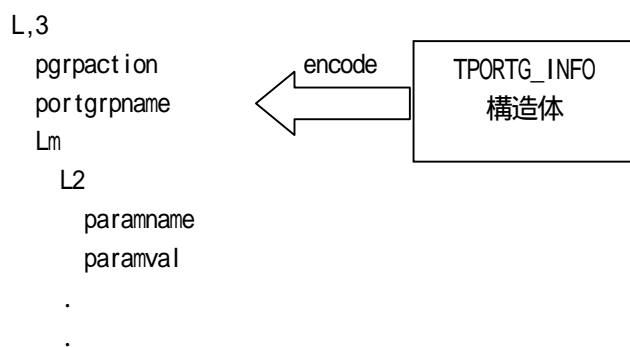 L,3
pgrpaction
portgrpname
Lm
L2
paramname
paramval
.
.
encode
TPORTG_INFO
構造体